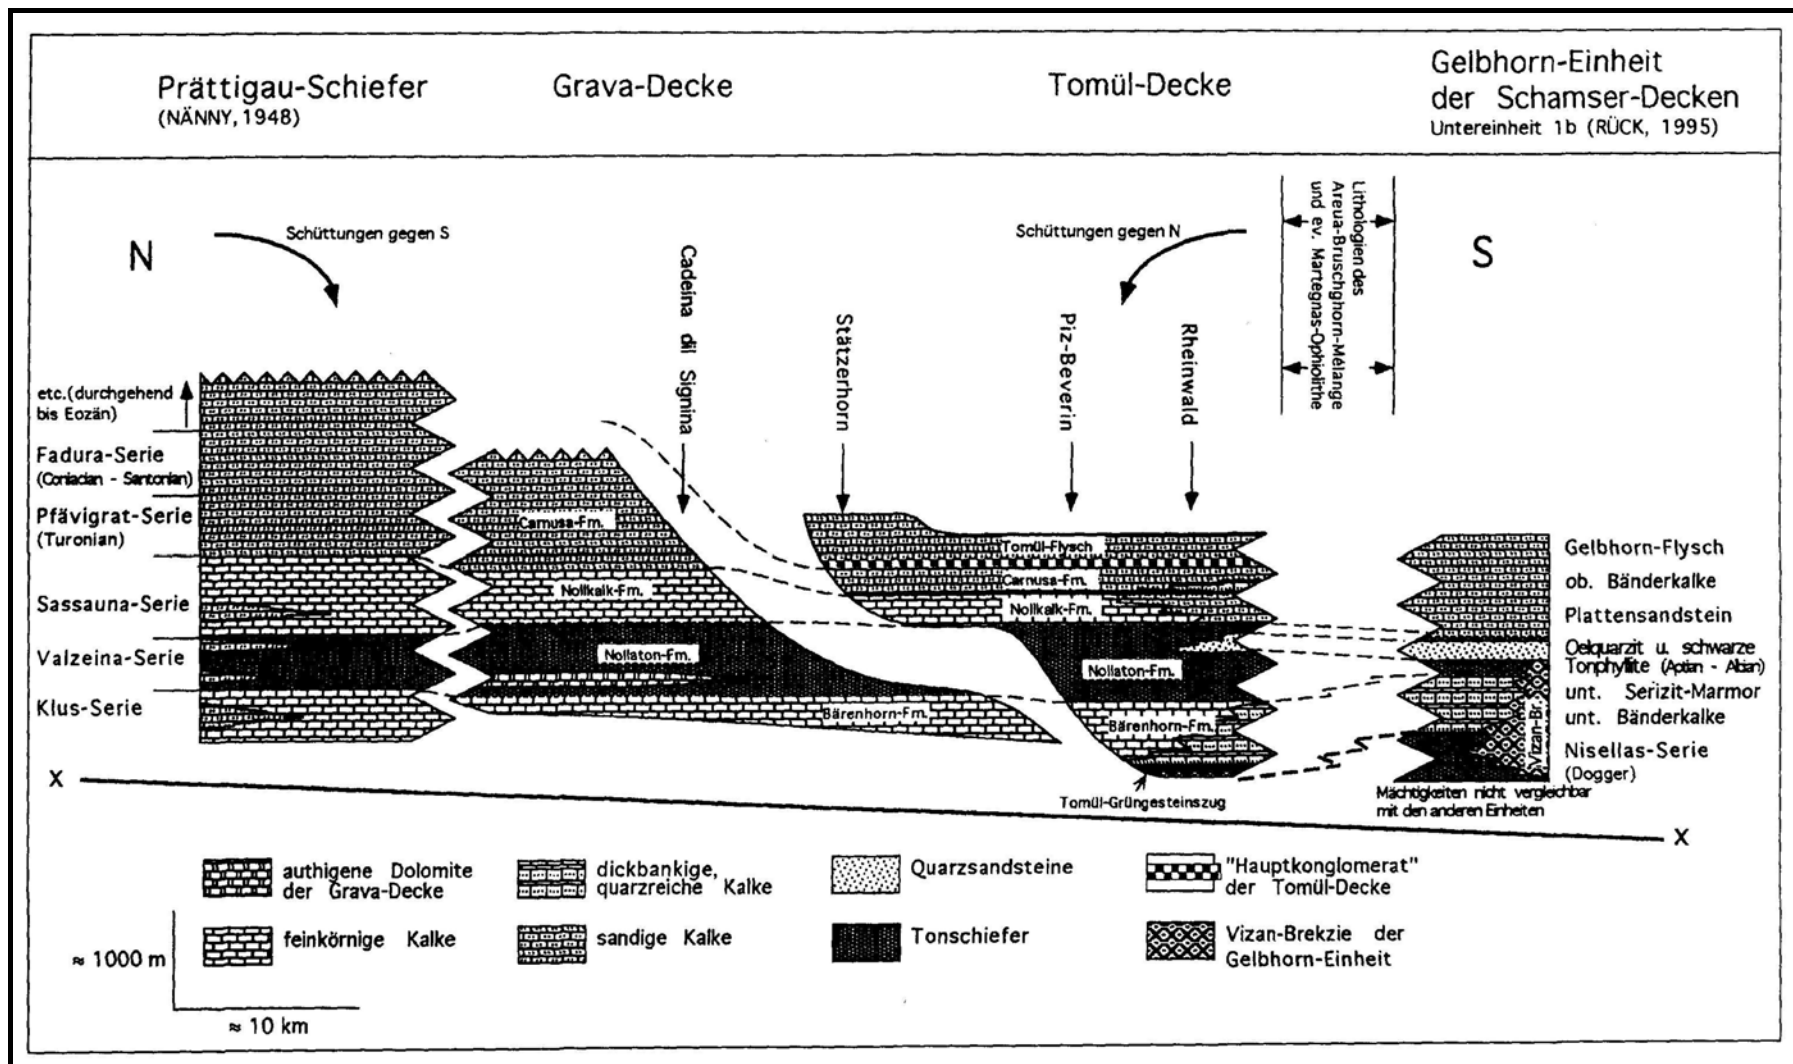 Prättigau-Schiefer
(NÄNNY, 1948)
Grava-Decke
Tomül-Decke
Gelbhorn-Einheit
der Schamser-Decken
Untereinheit 1b (RÜCK, 1995)
N
Schüttungen gegen S
Cadeina dil Signina
Stätzerhorn
Schüttungen gegen N
Piz-Beverin
Rheinwald
Lithologien des
Areua-Bruschghorn-Mélange
und ev. Martegnas-Ophiolithe
S
etc.(durchgehend
bis Eozän)
Fadura-Serie
(Coniadan - Santonian)
Pfävigrat-Serie
(Turonian)
Sassauna-Serie
Valzeina-Serie
Klus-Serie
Carnusa-Fm.
Nollkalk-Fm.
Nollaton-Fm.
Bärenhorn-Fm.
Tomül-Flysch
Carnusa-Fm.
Nollkalk-Fm.
Nollaton-Fm.
Bärenhorn-Fm.
Tomül-Grüngesteinszug
Vizan-Br.
Gelbhorn-Flysch
ob. Bänderkalke
Plattensandstein
Oelquarzit u. schwarze
Tonphyllite (Aptian - Albian)
unt. Serizit-Marmor
unt. Bänderkalke
Nisellas-Serie
(Dogger)
Mächtigkeiten nicht vergleichbar
mit den anderen Einheiten
X
X
authigene Dolomite
der Grava-Decke
dickbankige,
quarzreiche Kalke
Quarzsandsteine
"Hauptkonglomerat"
der Tomül-Decke
feinkörnige Kalke
sandige Kalke
Tonschiefer
Vizan-Brekzie der
Gelbhorn-Einheit
≈ 1000 m
≈ 10 km